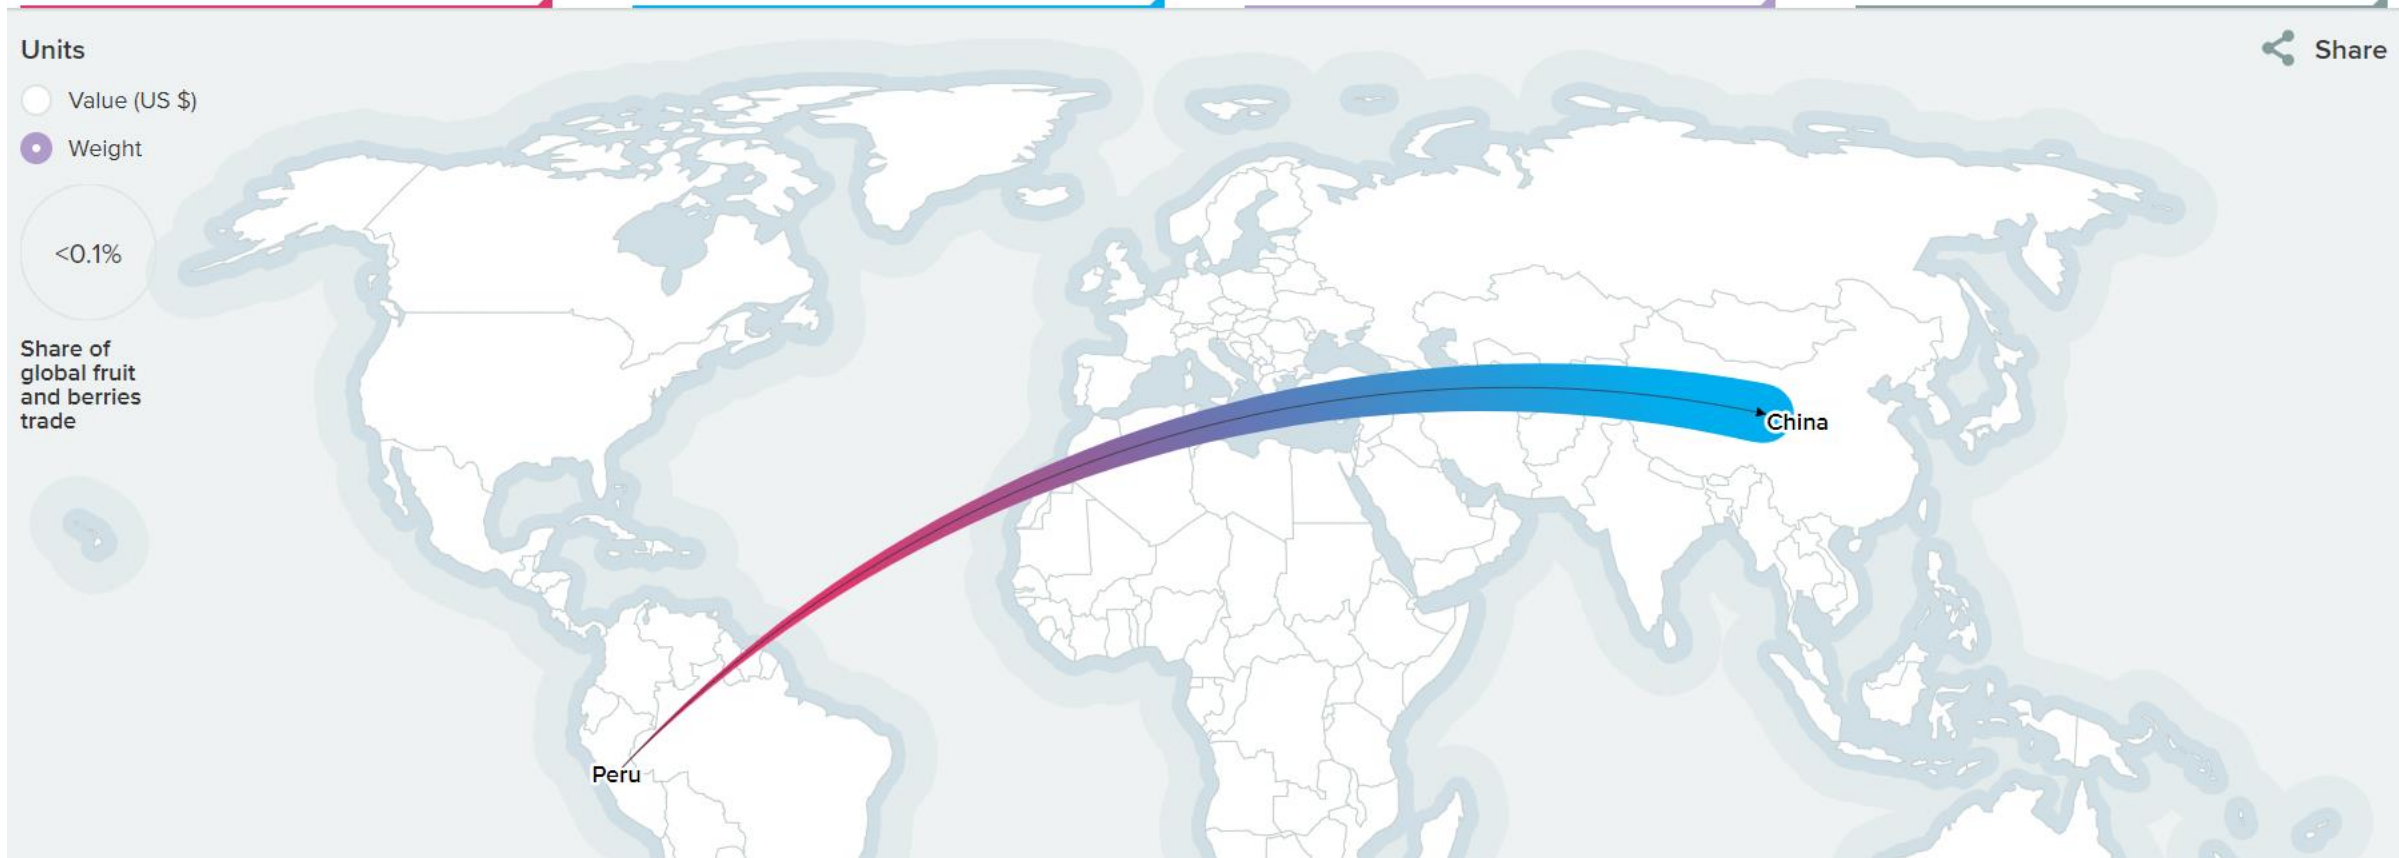 Units
Share
Value (US $)
Weight
<0.1%
Share of
global fruit
and berries
trade
China
Peru